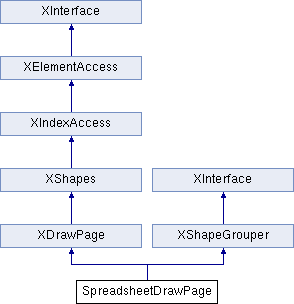 XInterface
XElementAccess
XIndexAccess
XShapes
XInterface
XDrawPage
XShapeGrouper
SpreadsheetDrawPage